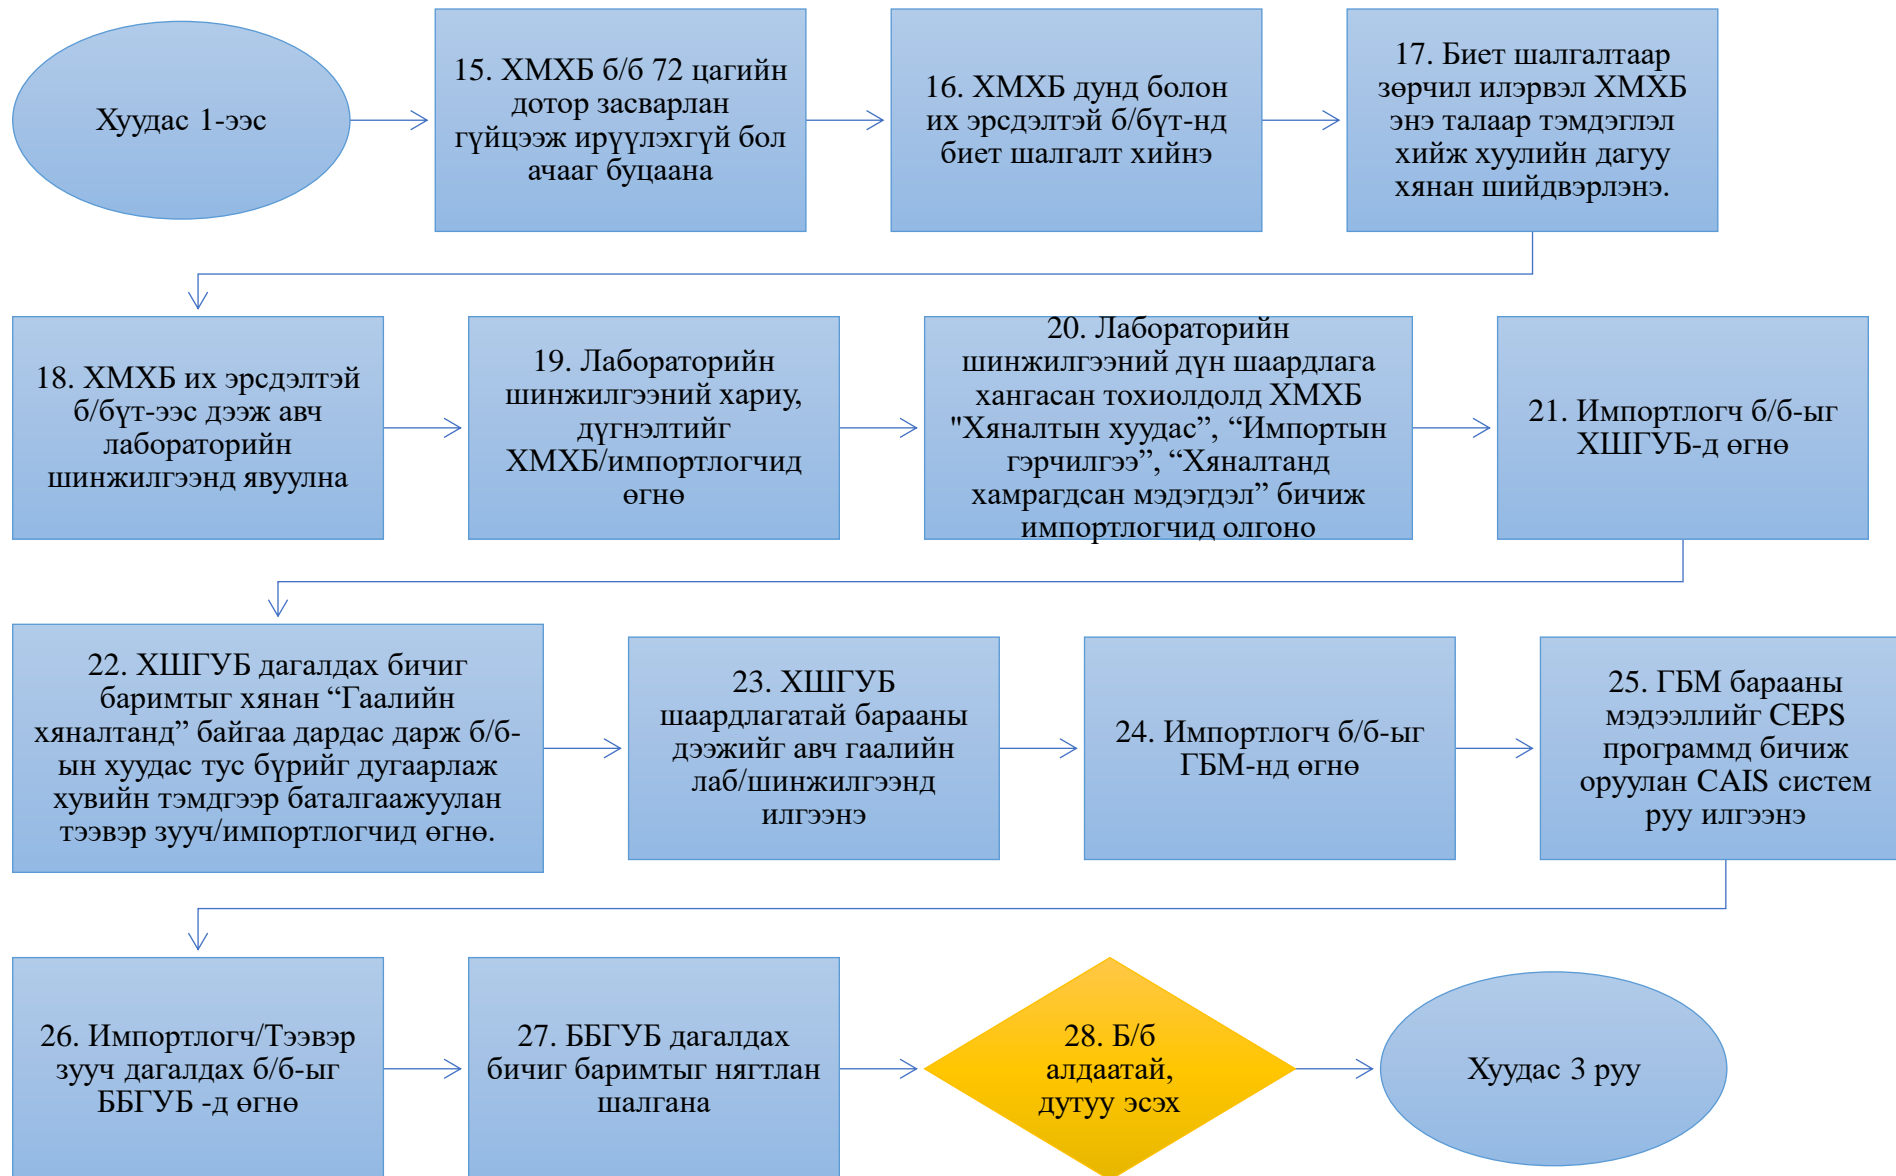 Хуудас 1-ээс
15. ХМХБ б/б 72 цагийн
дотор засварлан
гүйцээж ирүүлэхгүй бол
ачааг буцаана
16. ХМХБ дунд болон
их эрсдэлтэй б/бүт-нд
биет шалгалт хийнэ
17. Биет шалгалтаар
зөрчил илэрвэл ХМХБ
энэ талаар тэмдэглэл
хийж хуулийн дагуу
хянан шийдвэрлэнэ.
18. ХМХБ их эрсдэлтэй
б/бүт-ээс дээж авч
лабораторийн
шинжилгээнд явуулна
19. Лабораторийн
шинжилгээний хариу,
дүгнэлтийг
ХМХБ/импортлогчид
өгнө
20. Лабораторийн
шинжилгээний дүн шаардлага
хангасан тохиолдолд ХМХБ
"Хяналтын хуудас”, “Импортын
гэрчилгээ”, “Хяналтанд
хамрагдсан мэдэгдэл” бичиж
импортлогчид олгоно
21. Импортлогч б/б-ыг
ХШГУБ-д өгнө
22. ХШГУБ дагалдах бичиг
баримтыг хянан “Гаалийн
хяналтанд” байгаа дардас дарж б/б-
ын хуудас тус бүрийг дугаарлаж
хувийн тэмдгээр баталгаажуулан
тээвэр зууч/импортлогчид өгнө.
23. ХШГУБ
шаардлагатай барааны
дээжийг авч гаалийн
лаб/шинжилгээнд
илгээнэ
24. Импортлогч б/б-ыг
ГБМ-нд өгнө
25. ГБМ барааны
мэдээллийг CEPS
программд бичиж
оруулан CAIS систем
руу илгээнэ
26. Импортлогч/Тээвэр
зууч дагалдах б/б-ыг
ББГУБ -д өгнө
27. ББГУБ дагалдах
бичиг баримтыг нягтлан
шалгана
28. Б/б
алдаатай,
дутуу эсэх
Хуудас 3 руу